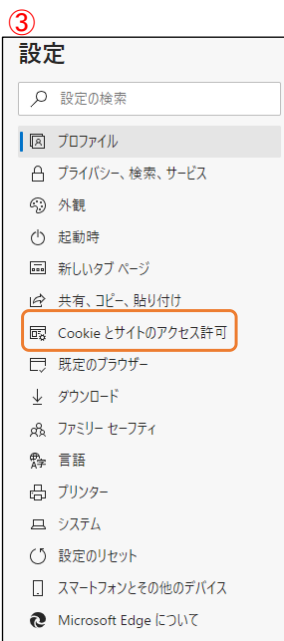 ③
設定
設定の検索
プロファイル
プライバシー、検索、サービス
外観
起動時
新しいタブ ページ
共有、コピー、貼り付け
Cookie とサイトのアクセス許可
既定のブラウザー
ダウンロード
ファミリー セーフティ
言語
プリンター
システム
設定のリセット
スマートフォンとその他のデバイス
Microsoft Edge について